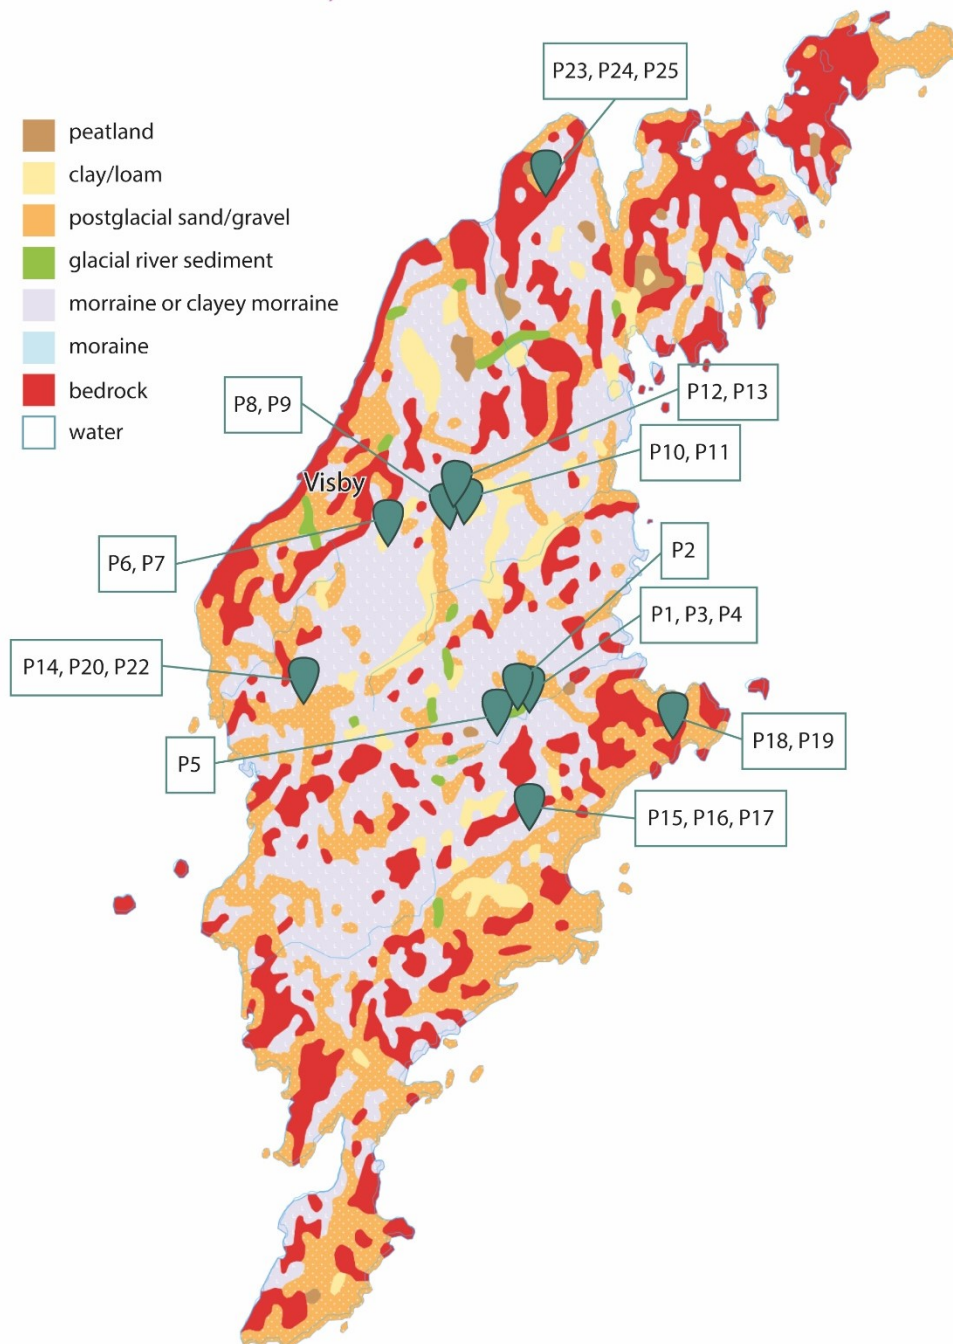 P23, P24, P25
peatland
clay/loam
postglacial sand/gravel
glacial river sediment
morraine or clayey morraine
moraine
bedrock
water
P8, P9
P12, P13
P10, P11
Visby
P6, P7
P2
P1, P3, P4
P14, P20, P22
P5
P18, P19
P15, P16, P17